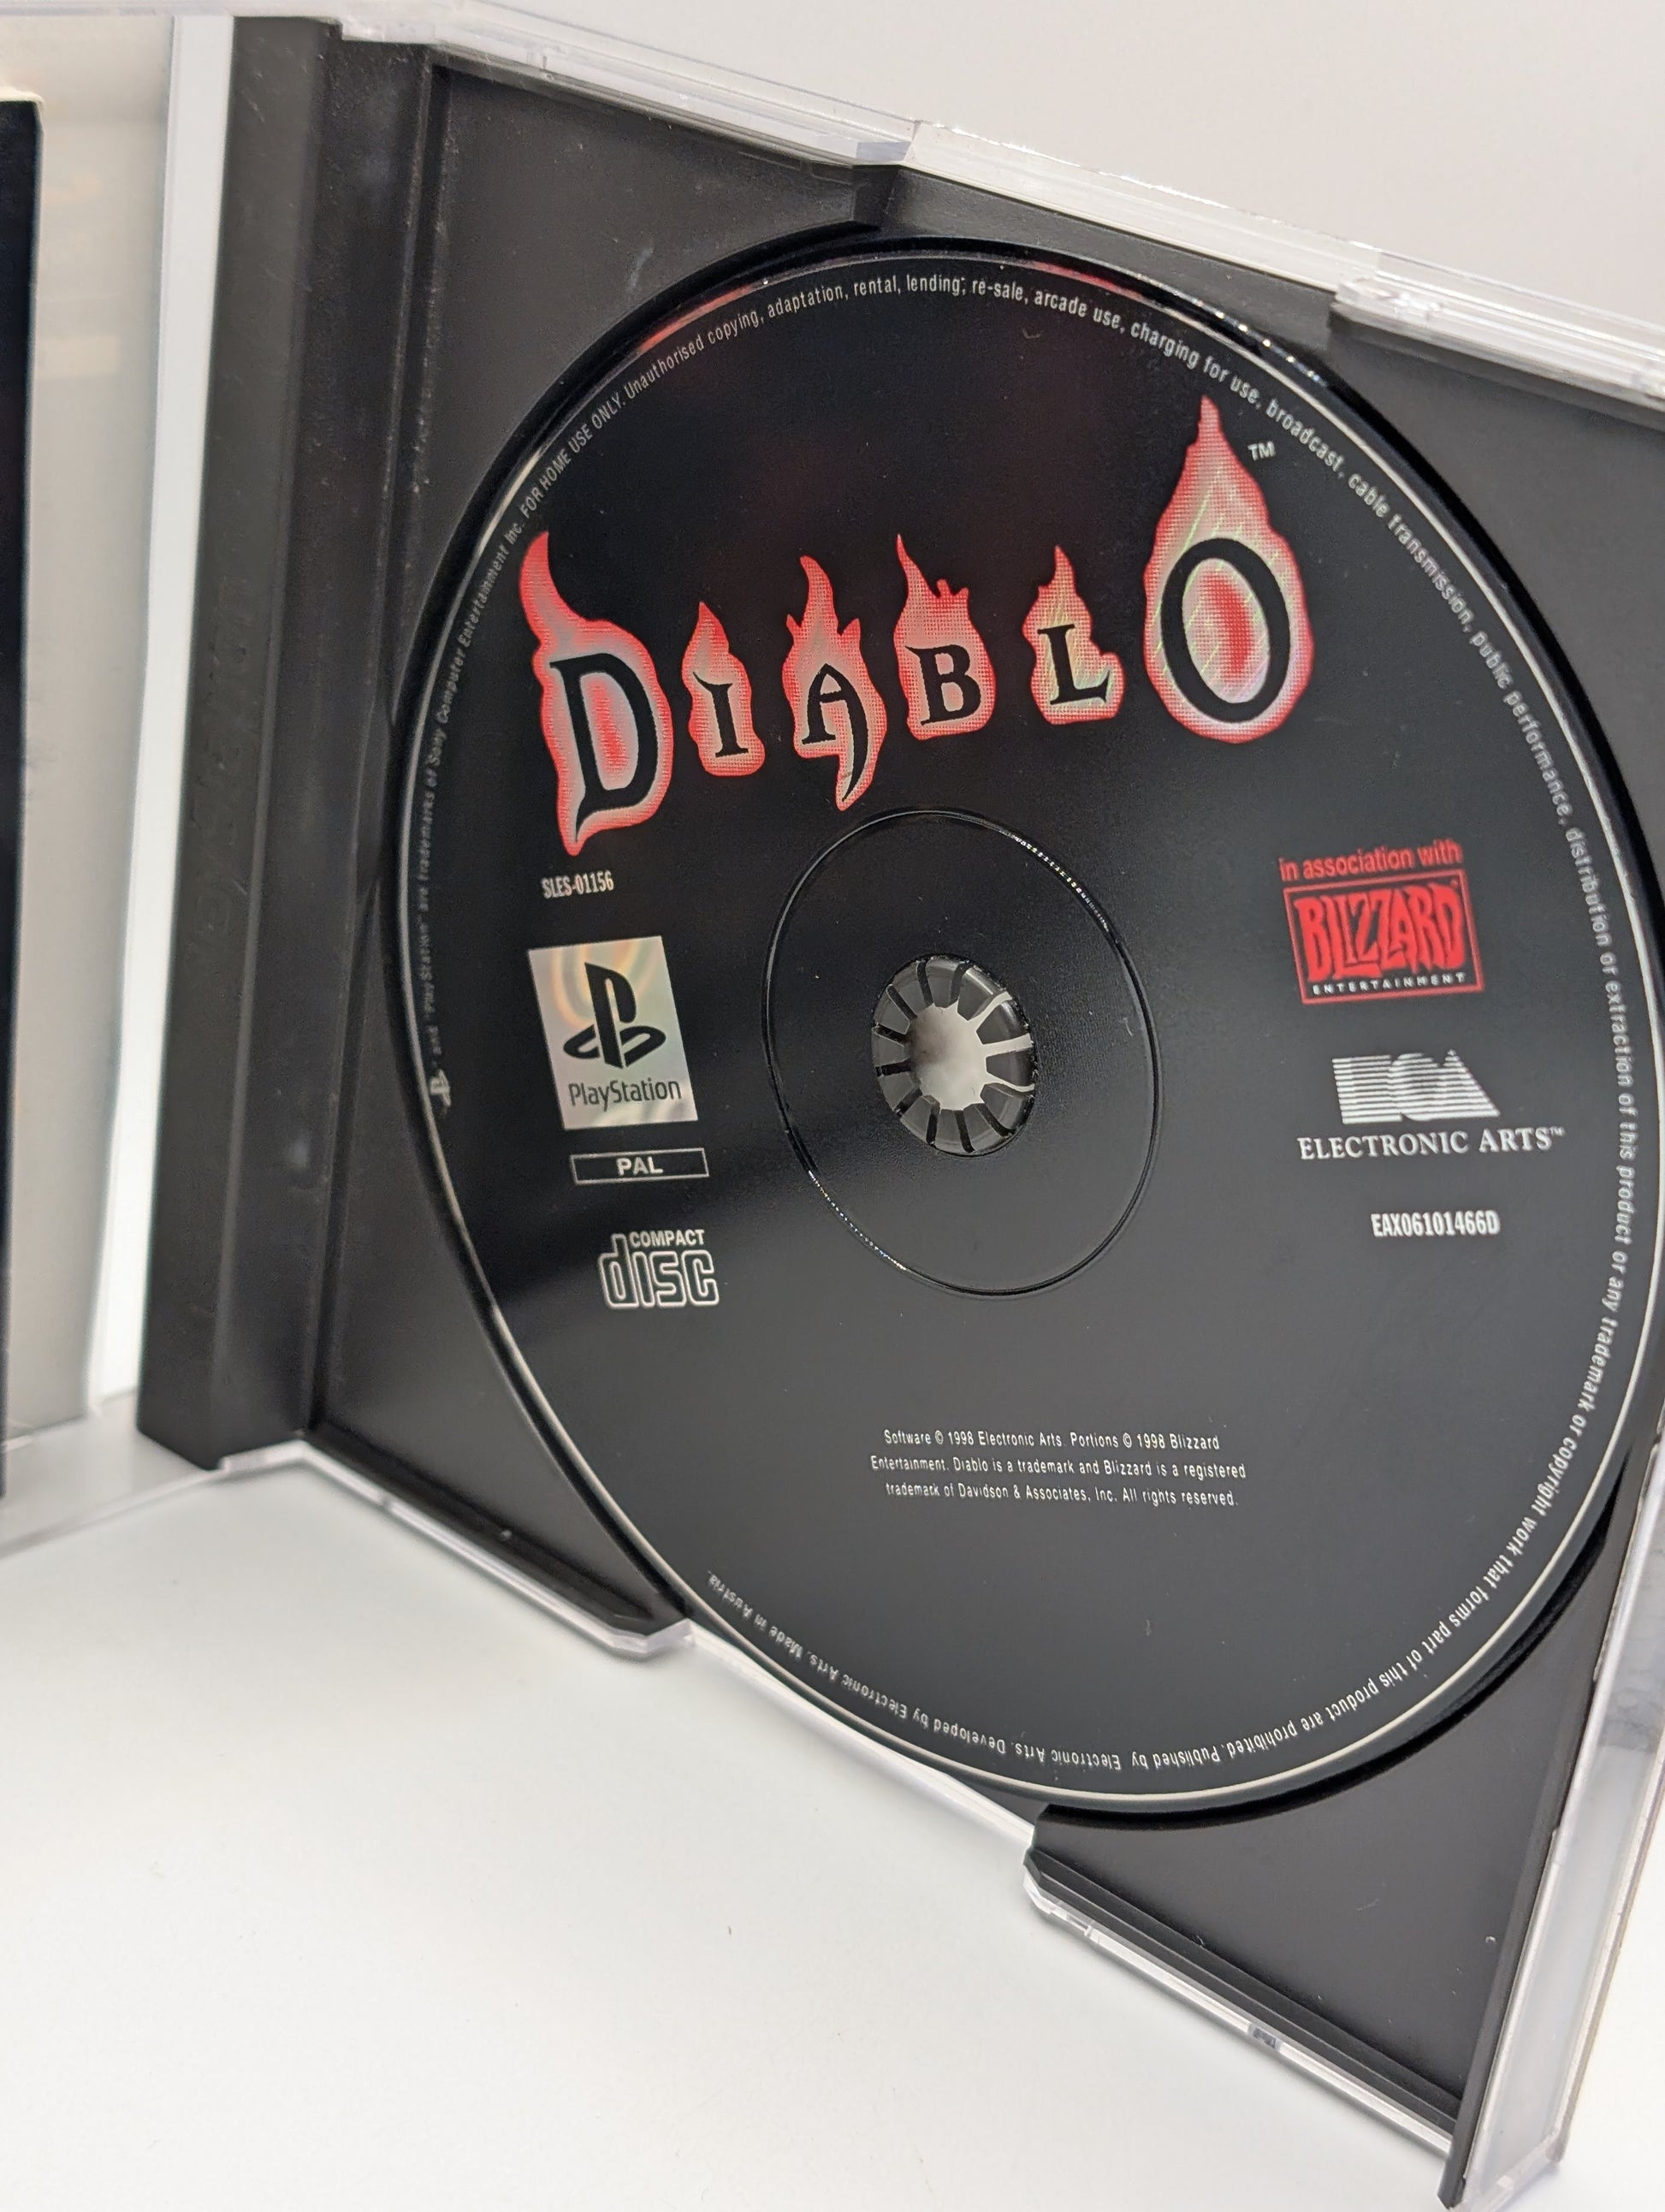 DIABLO
TM
SLES-01156
PlayStation
PAL
COMPACT
disc
in association with
BLIZZARD
ENTERTAINMENT
EA
ELECTRONIC ARTS™
EAX06101466D
Software © 1998 Electronic Arts. Portions © 1998 Blizzard
Entertainment. Diablo is a trademark and Blizzard is a registered
trademark of Davidson & Associates, Inc. All rights reserved.
and "PlayStation" are trademarks of Sony Computer Entertainment Inc. FOR HOME USE ONLY. Unauthorised copying, adaptation, rental, lending, re-sale, arcade use, charging for use, broadcast, cable transmission, public performance, distribution or extraction of this product or any trademark or copyright work that forms part of this product are prohibited. Published by Electronic Arts. Developed by Electronic Arts. Made in Austria.